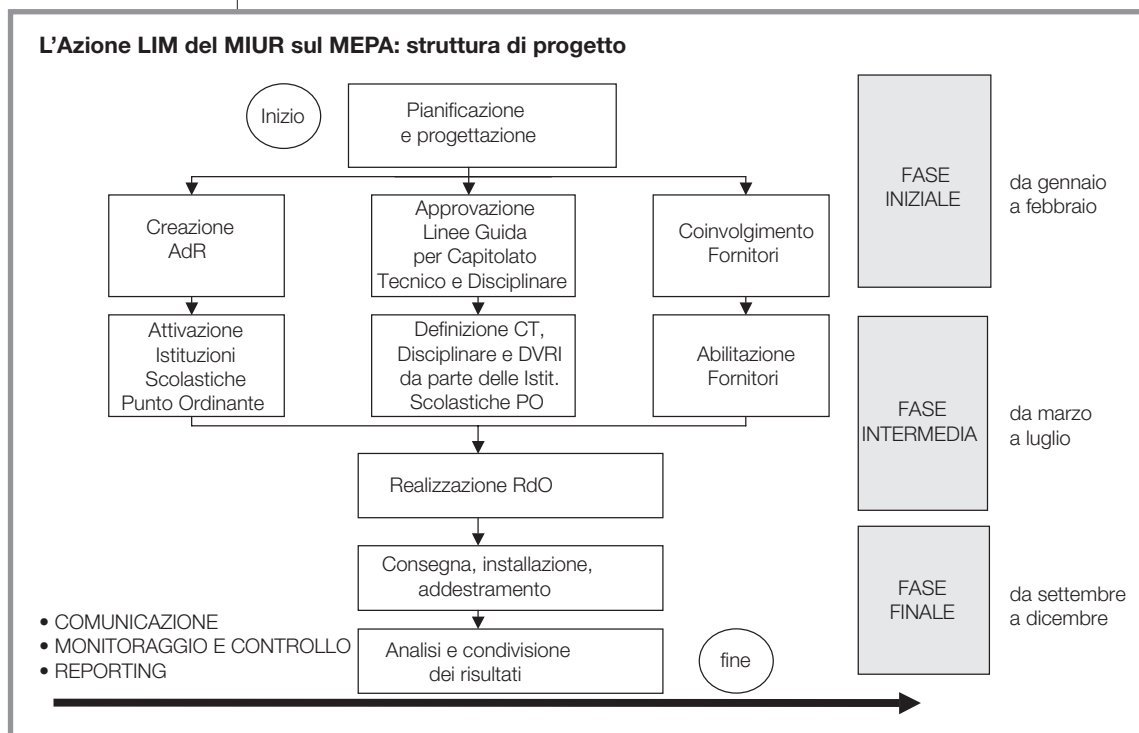 L'Azione LIM del MIUR sul MEPA: struttura di progetto
Inizio
Pianificazione
e progettazione
Creazione
AdR
Approvazione
Linee Guida
per Capitolato
Tecnico e Disciplinare
Coinvolgimento
Fornitori
FASE
INIZIALE
da gennaio
a febbraio
Attivazione
Istituzioni
Scolastiche
Punto Ordinante
Definizione CT,
Disciplinare e DVRI
da parte delle Istit.
Scolastiche PO
Abilitazione
Fornitori
FASE
INTERMEDIA
da marzo
a luglio
Realizzazione RdO
Consegna, installazione,
addestramento
FASE
FINALE
da settembre
a dicembre
Analisi e condivisione
dei risultati
fine
• COMUNICAZIONE
• MONITORAGGIO E CONTROLLO
• REPORTING